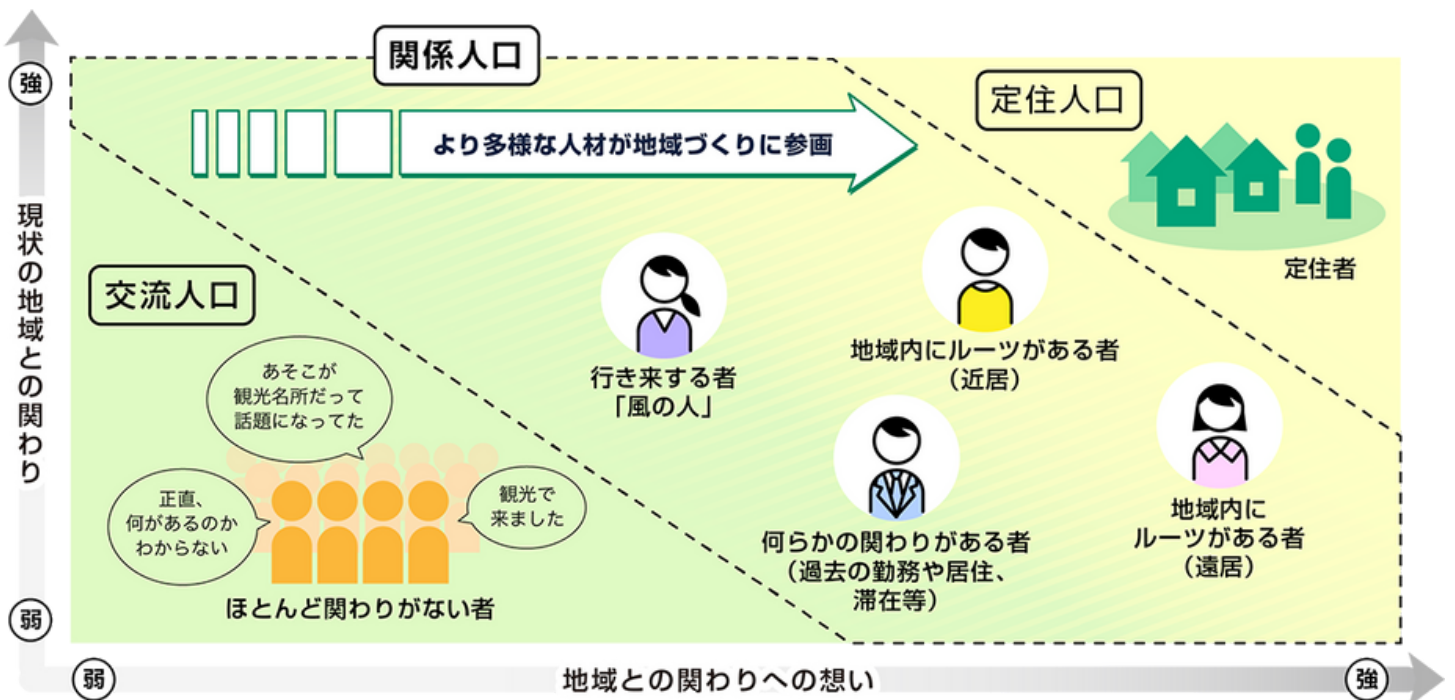 関係人口
強
定住人口
より多様な人材が地域づくりに参画
現状の地域との関わり
定住者
交流人口
行き来する者
「風の人」
地域内にルーツがある者
（近居）
あそこが
観光名所だって
話題になってた
正直、
何があるのか
わからない
観光で
来ました
何らかの関わりがある者
（過去の勤務や居住、
滞在等）
地域内に
ルーツがある者
（遠居）
ほとんど関わりがない者
弱
弱
地域との関わりへの想い
強